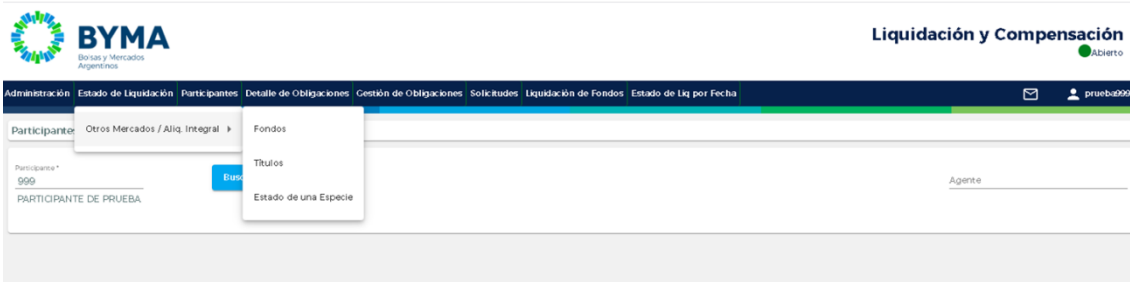 BYMA
Bolsas y Mercados
Argentinos
Liquidación y Compensación
Abierto
Administración Estado de Liquidación Participantes Detalle de Obligaciones Gestión de Obligaciones Solicitudes Liquidación de Fondos Estado de Liq por Fecha prueba999
Participantes
Otros Mercados / Aliq. Integral
Fondos
Títulos
Estado de una Especie
Participante *
999
PARTICIPANTE DE PRUEBA
Busc
Agente